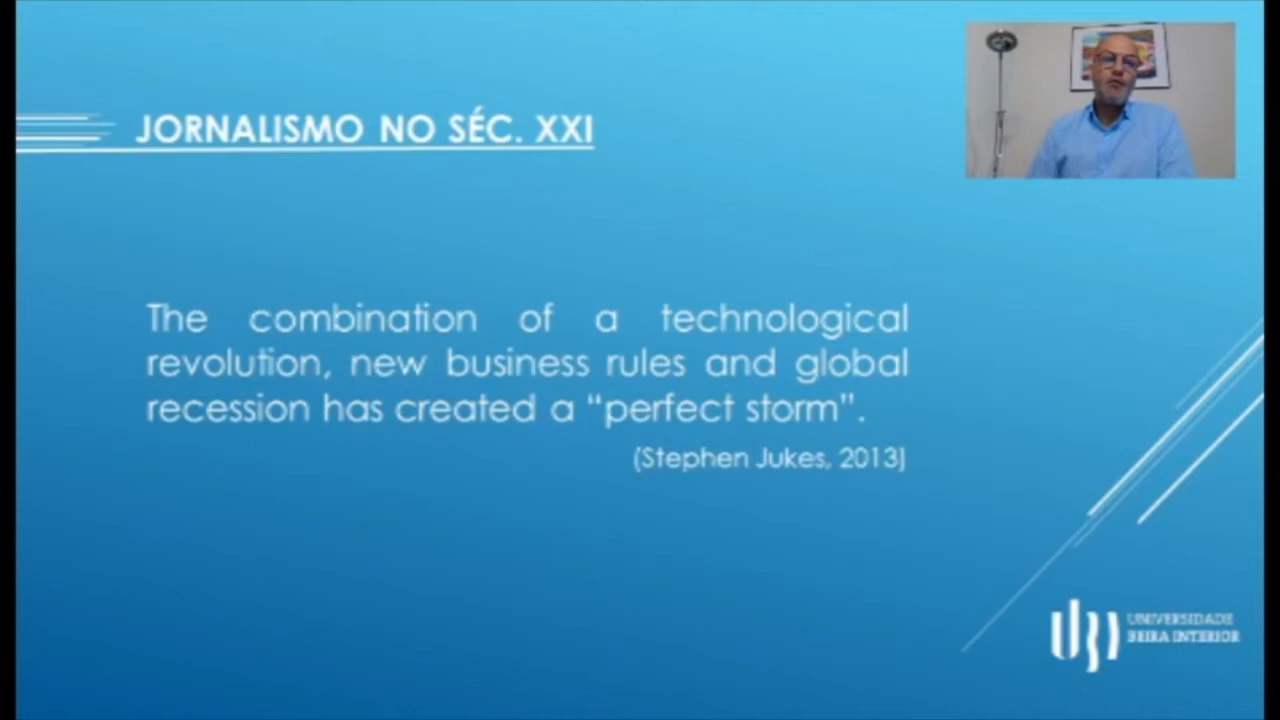 JORNALISMO NO SÉC. XXI
The combination of a technological
revolution, new business rules and global
recession has created a “perfect storm”.
(Stephen Jukes, 2013)
ubi UNIVERSIDADE
BEIRA INTERIOR